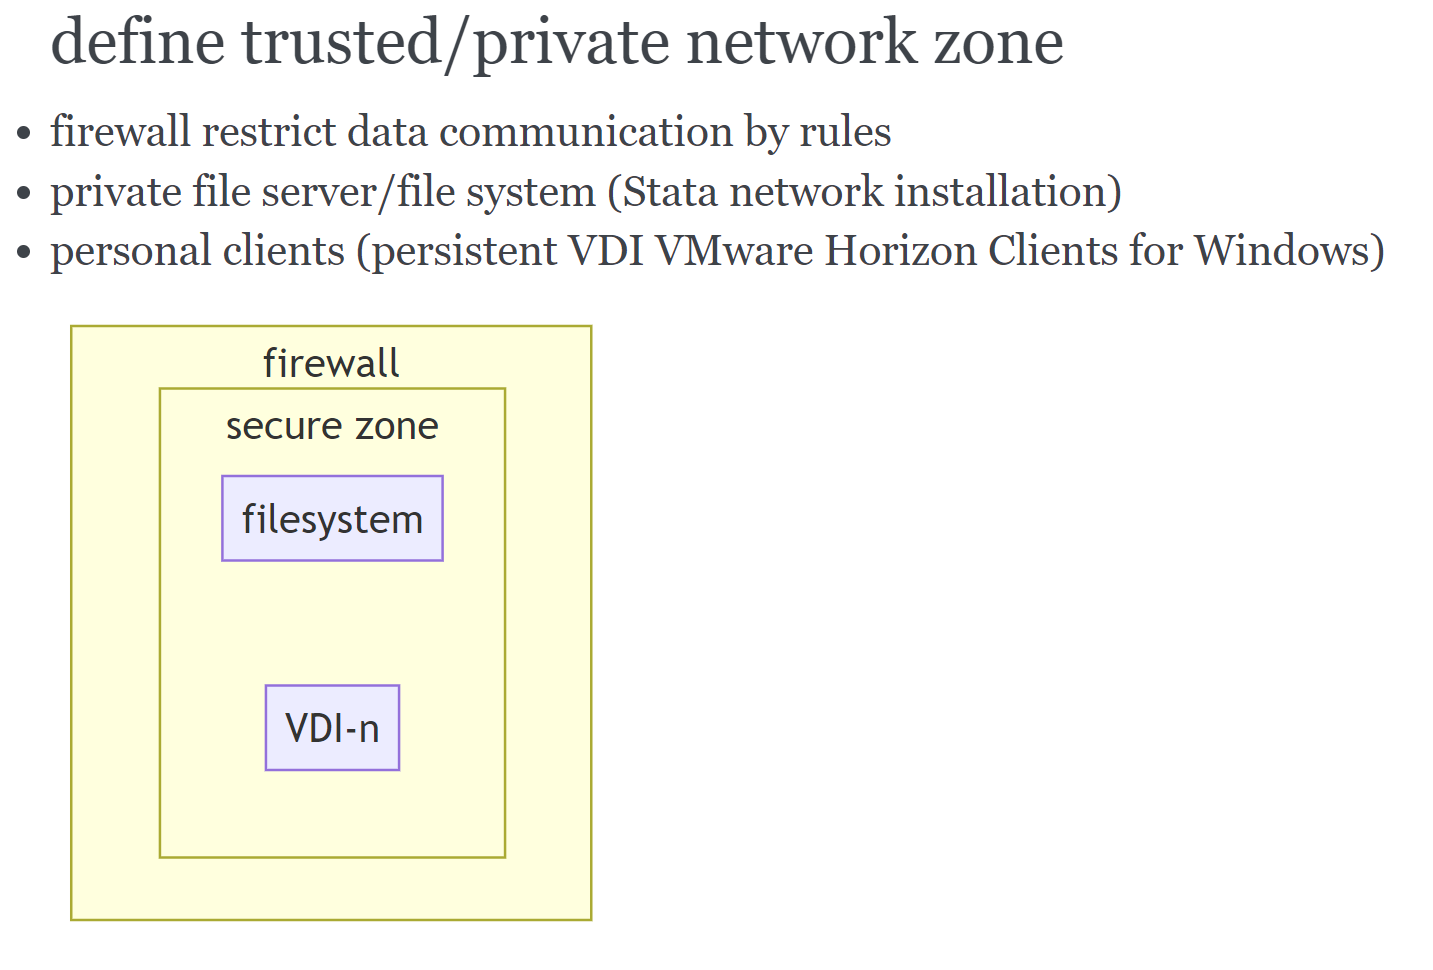 define trusted/private network zone
• firewall restrict data communication by rules
• private file server/file system (Stata network installation)
• personal clients (persistent VDI VMware Horizon Clients for Windows)
firewall
secure zone
filesystem
VDI-n